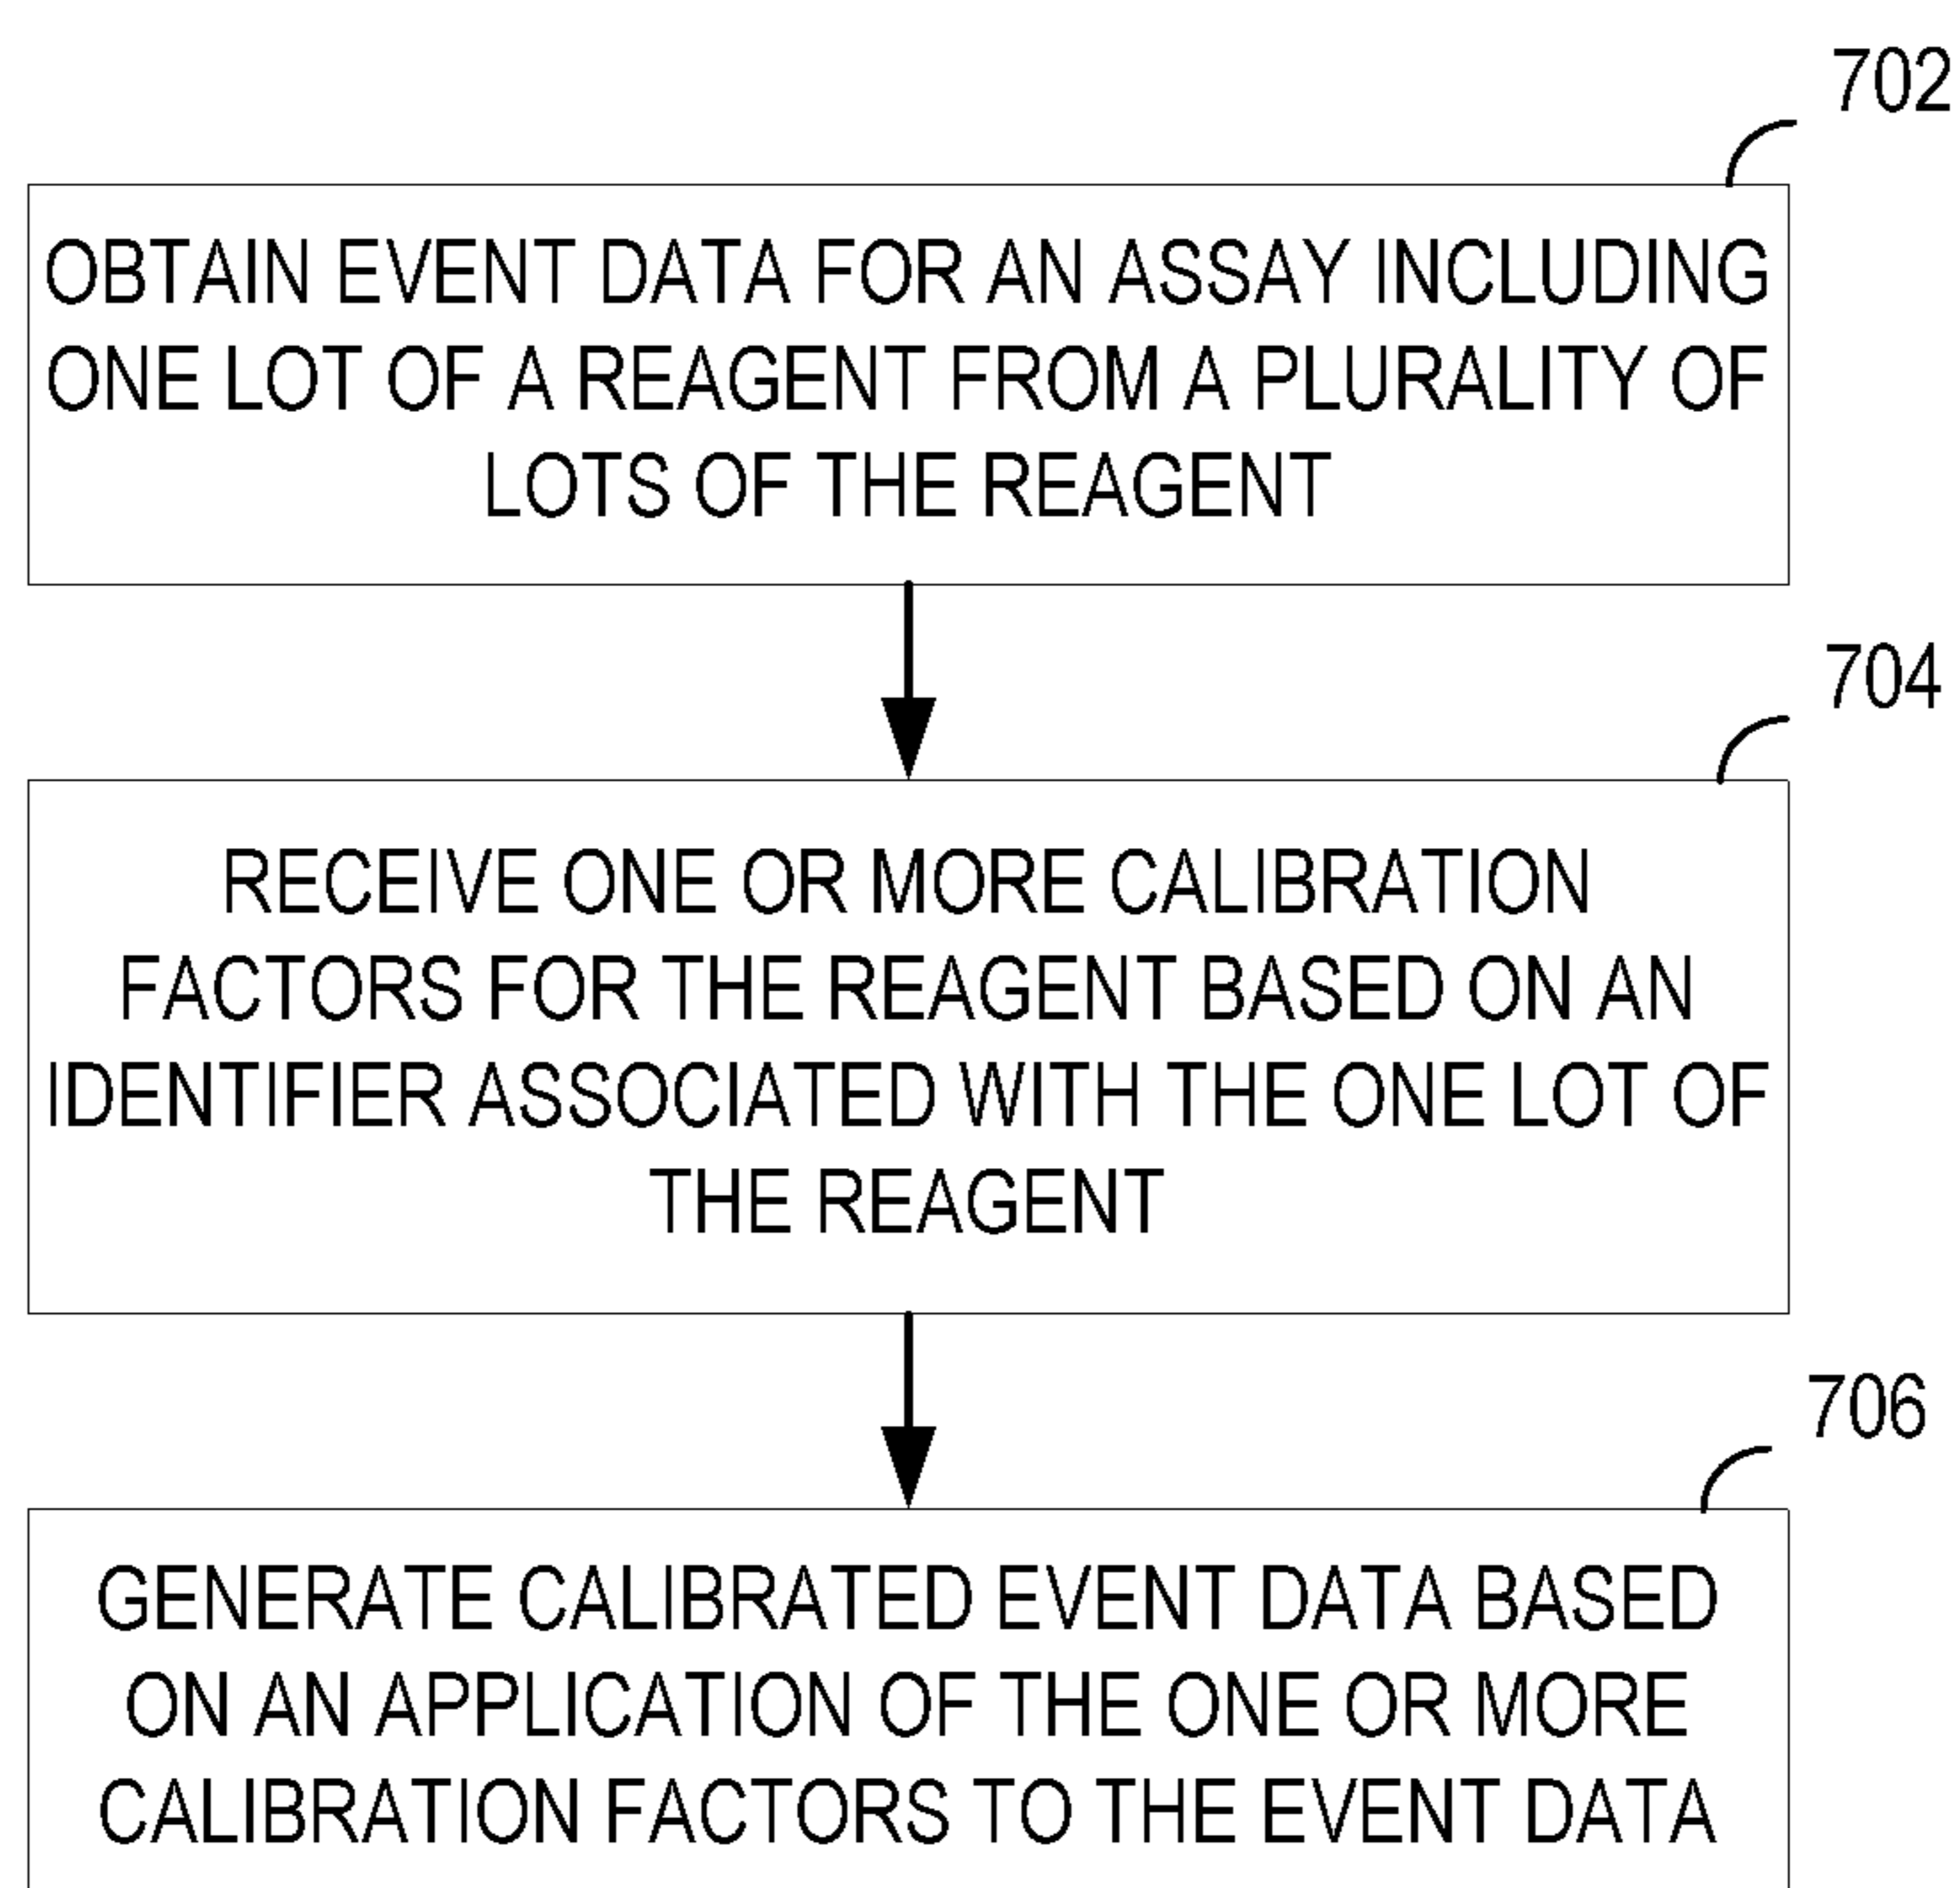 702
OBTAIN EVENT DATA FOR AN ASSAY INCLUDING
ONE LOT OF A REAGENT FROM A PLURALITY OF
LOTS OF THE REAGENT
704
RECEIVE ONE OR MORE CALIBRATION
FACTORS FOR THE REAGENT BASED ON AN
IDENTIFIER ASSOCIATED WITH THE ONE LOT OF
THE REAGENT
706
GENERATE CALIBRATED EVENT DATA BASED
ON AN APPLICATION OF THE ONE OR MORE
CALIBRATION FACTORS TO THE EVENT DATA